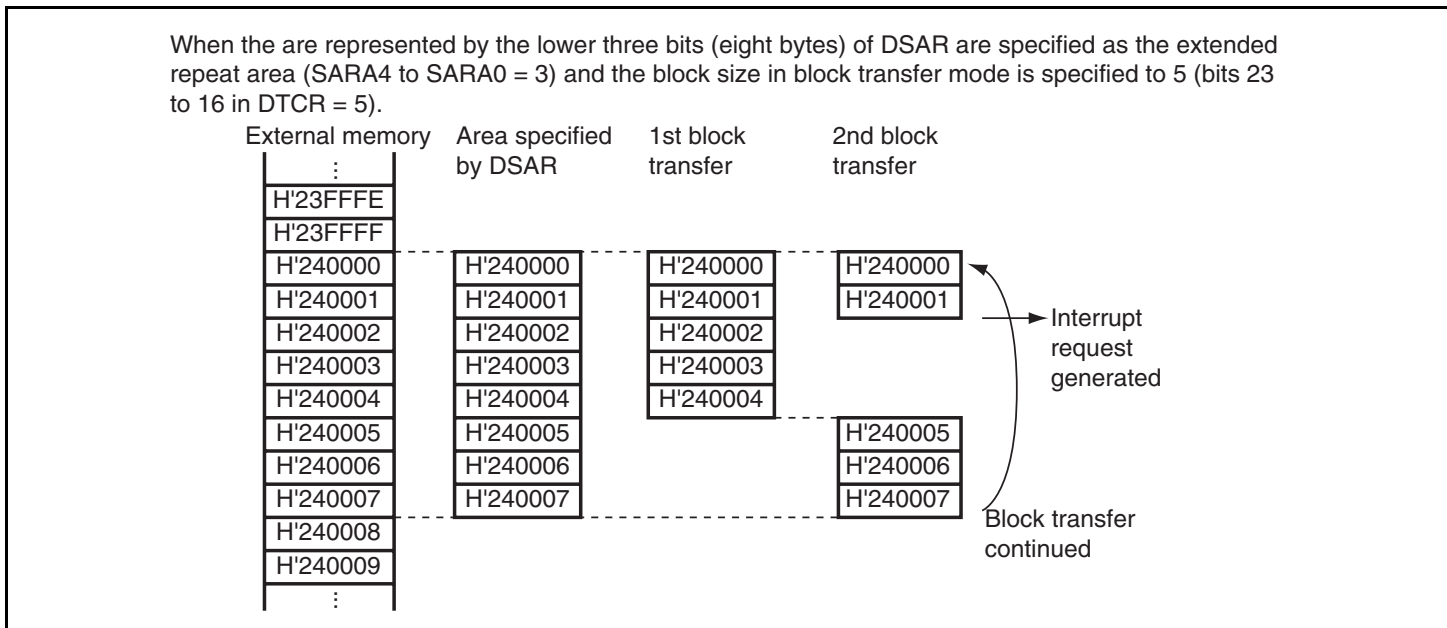 When the are represented by the lower three bits (eight bytes) of DSAR are specified as the extended
repeat area (SARA4 to SARA0 = 3) and the block size in block transfer mode is specified to 5 (bits 23
to 16 in DTCR = 5).
External memory
Area specified
by DSAR
1st block
transfer
2nd block
transfer
⋮
H'23FFFE
H'23FFFF
H'240000 H'240000 H'240000 H'240000
H'240001 H'240001 H'240001 H'240001
H'240002 H'240002 H'240002
H'240003 H'240003 H'240003
H'240004 H'240004 H'240004
H'240005 H'240005 H'240005
H'240006 H'240006 H'240006
H'240007 H'240007 H'240007
H'240008
H'240009
⋮
Interrupt
request
generated
Block transfer
continued